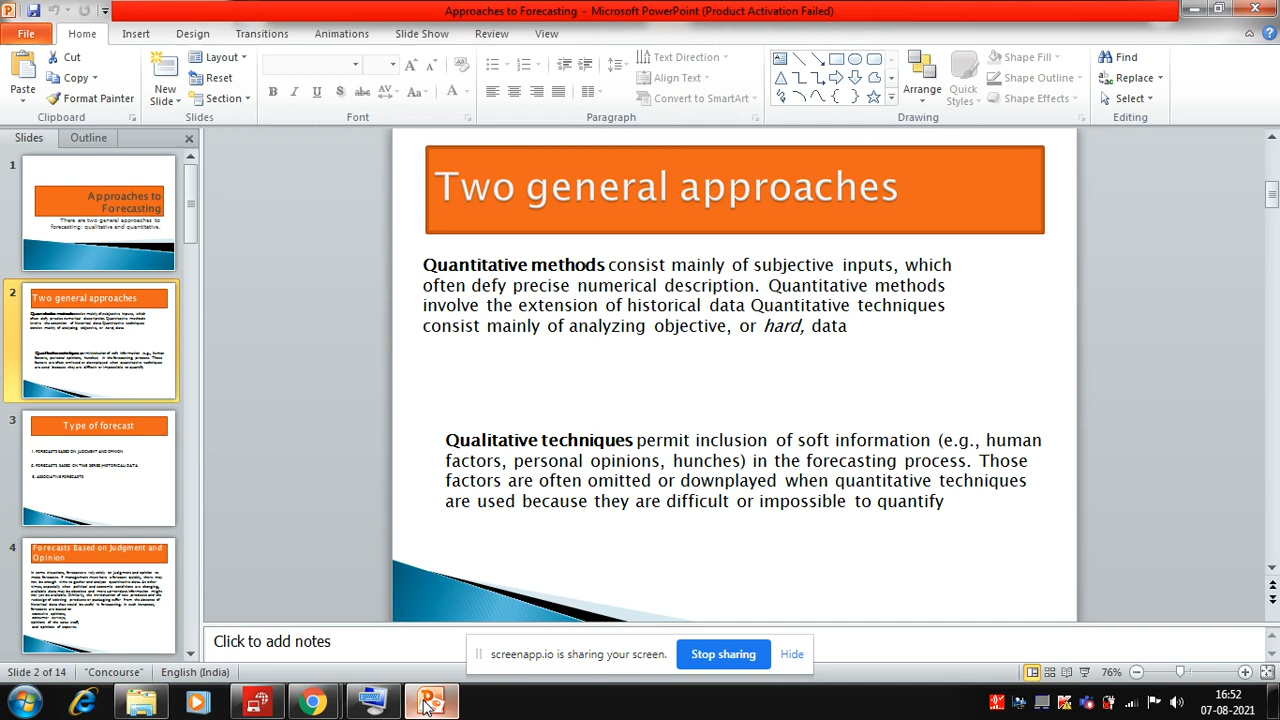 Approaches to Forecasting - Microsoft PowerPoint (Product Activation Failed)
File Home Insert Design Transitions Animations Slide Show Review View
Paste Cut Copy Format Painter Clipboard
New Slide Layout Reset Section Slides
B I U S abc AV Aa A Font
Text Direction Align Text Convert to SmartArt Paragraph
Arrange Quick Styles Shape Fill Shape Outline Shape Effects Drawing
Find Replace Select Editing
Slides Outline
1
Approaches to
Forecasting
There are two general approaches to
forecasting: qualitative and quantitative.
2
Two general approaches
3
Type of forecast
1. FORECASTS BASED ON JUDGMENT AND OPINION
2. FORECASTS BASED ON TIME SERIES (HISTORICAL) DATA
3. ASSOCIATIVE FORECASTS
4
Forecasts Based on Judgment and
Opinion
Two general approaches
Quantitative methods consist mainly of subjective inputs, which
often defy precise numerical description. Quantitative methods
involve the extension of historical data Quantitative techniques
consist mainly of analyzing objective, or hard, data
Qualitative techniques permit inclusion of soft information (e.g., human
factors, personal opinions, hunches) in the forecasting process. Those
factors are often omitted or downplayed when quantitative techniques
are used because they are difficult or impossible to quantify
Click to add notes
screenapp.io is sharing your screen. Stop sharing Hide
Slide 2 of 14 "Concourse" English (India) 76%
16:52
07-08-2021